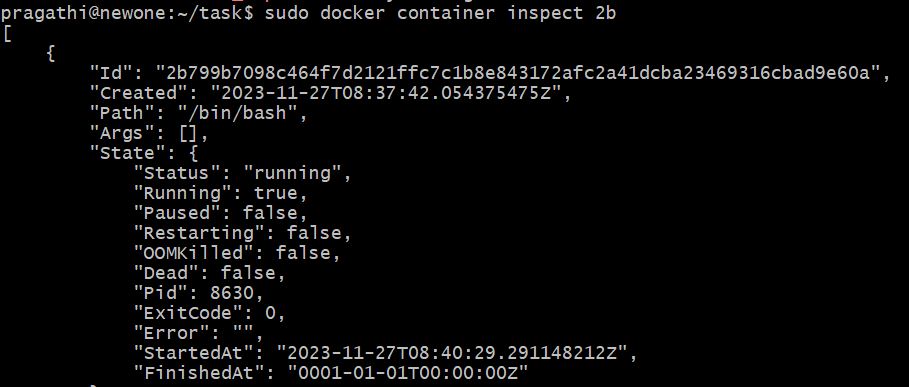 pragathi@newone:~/task$ sudo docker container inspect 2b
[
    {
        "Id": "2b799b7098c464f7d2121ffc7c1b8e843172afc2a41dcba23469316cbad9e60a",
        "Created": "2023-11-27T08:37:42.054375475Z",
        "Path": "/bin/bash",
        "Args": [],
        "State": {
            "Status": "running",
            "Running": true,
            "Paused": false,
            "Restarting": false,
            "OOMKilled": false,
            "Dead": false,
            "Pid": 8630,
            "ExitCode": 0,
            "Error": "",
            "StartedAt": "2023-11-27T08:40:29.291148212Z",
            "FinishedAt": "0001-01-01T00:00:00Z"